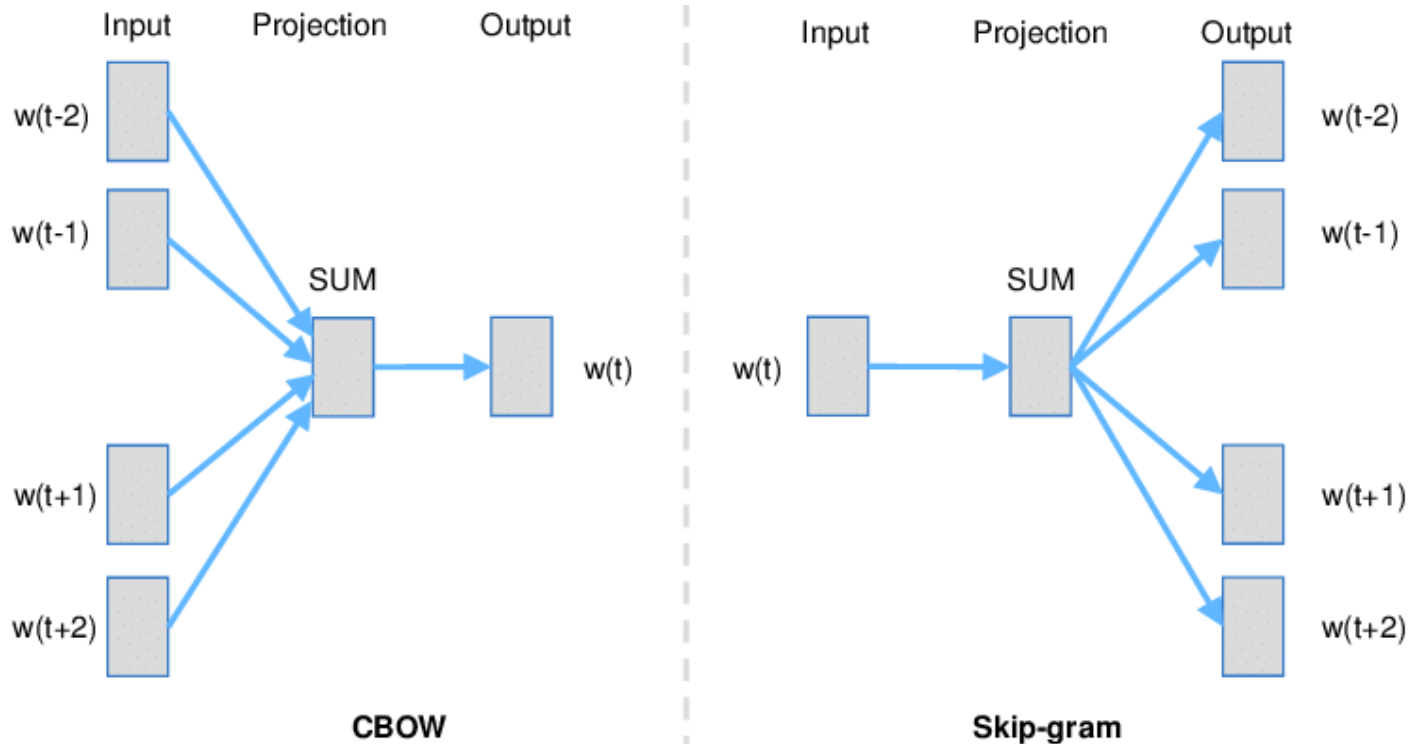 Input Projection Output
w(t-2)
w(t-1)
SUM
w(t)
w(t+1)
w(t+2)
CBOW
Input Projection Output
w(t-2)
w(t-1)
SUM
w(t)
w(t+1)
w(t+2)
Skip-gram